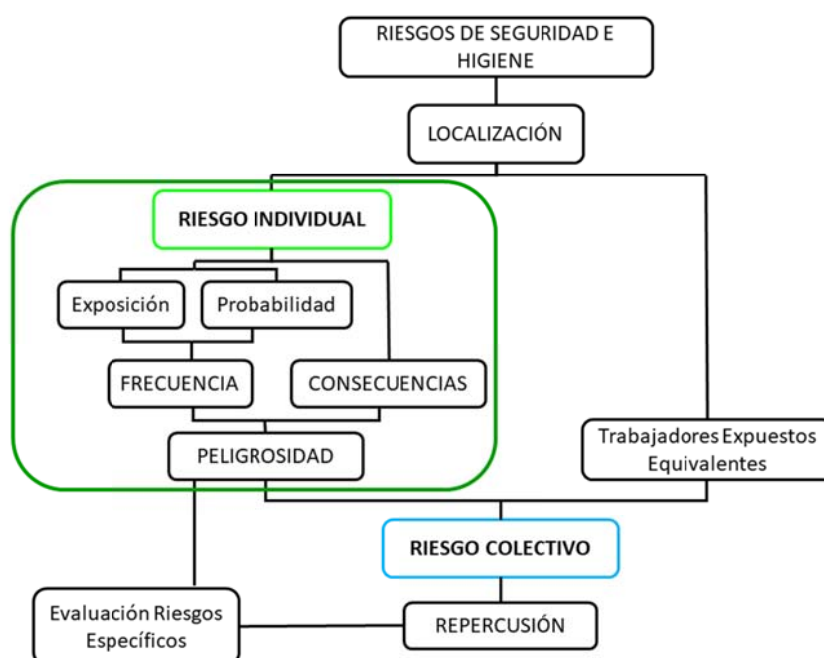 RIESGOS DE SEGURIDAD E
HIGIENE
LOCALIZACIÓN
RIESGO INDIVIDUAL
Exposición
Probabilidad
FRECUENCIA
CONSECUENCIAS
PELIGROSIDAD
Trabajadores Expuestos
Equivalentes
RIESGO COLECTIVO
Evaluación Riesgos
Específicos
REPERCUSIÓN